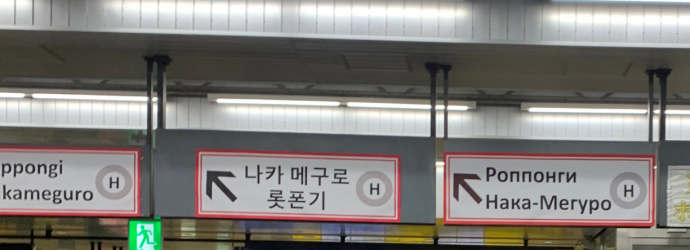 ppongi
kameguro H
나카 메구로
롯폰기
H
Роппонги
Нака-Мегуро H